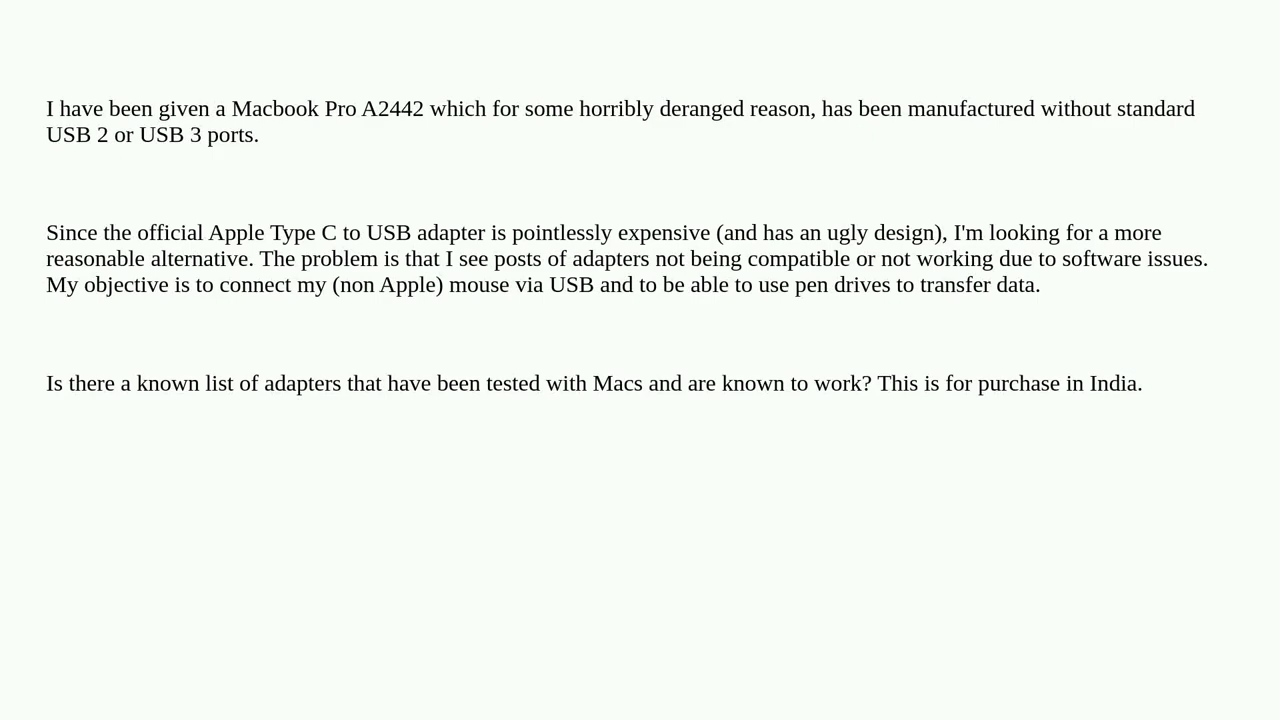 I have been given a Macbook Pro A2442 which for some horribly deranged reason, has been manufactured without standard
USB 2 or USB 3 ports.
Since the official Apple Type C to USB adapter is pointlessly expensive (and has an ugly design), I'm looking for a more
reasonable alternative. The problem is that I see posts of adapters not being compatible or not working due to software issues.
My objective is to connect my (non Apple) mouse via USB and to be able to use pen drives to transfer data.
Is there a known list of adapters that have been tested with Macs and are known to work? This is for purchase in India.